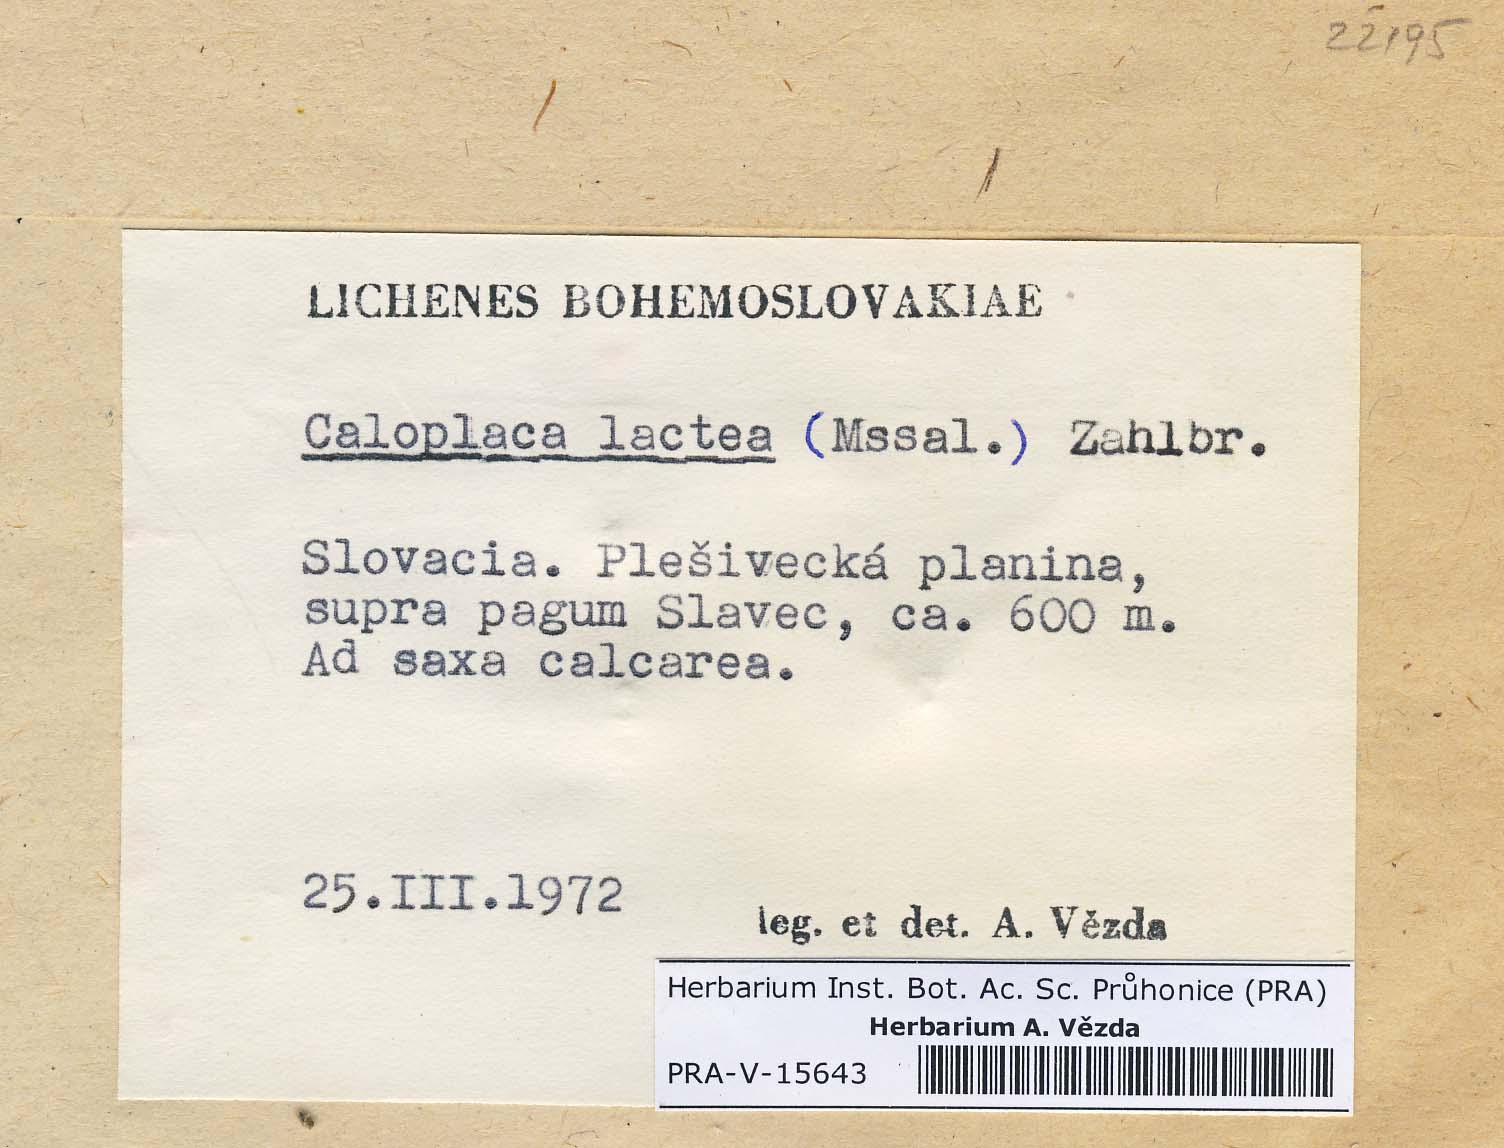 22195
LICHENES BOHEMOSLOVAKIAE
Caloplaca lactea (Mssal.) Zahlbr.
Slovacia. Plešivecká planina,
supra pagum Slavec, ca. 600 m.
Ad saxa calcarea.
25.III.1972
leg. et det. A. Vězda
Herbarium Inst. Bot. Ac. Sc. Průhonice (PRA)
Herbarium A. Vězda
PRA-V-15643